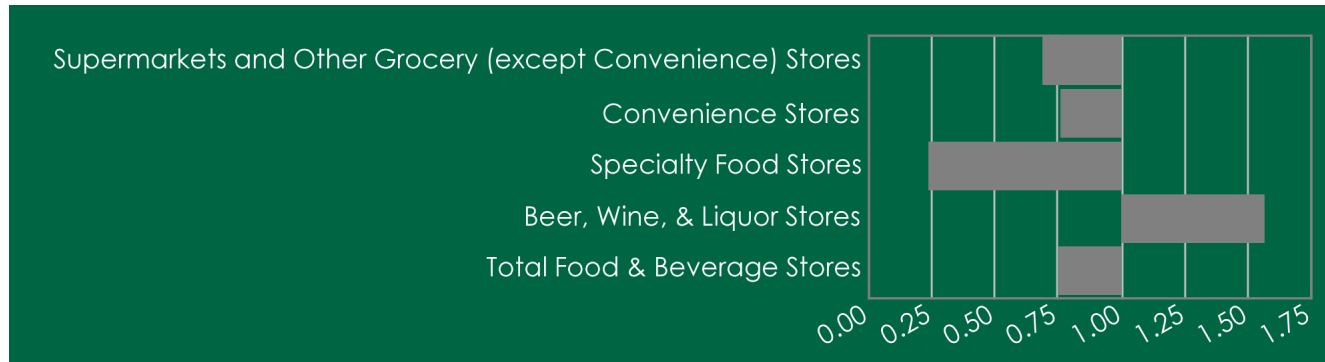 Supermarkets and Other Grocery (except Convenience) Stores
Convenience Stores
Specialty Food Stores
Beer, Wine, & Liquor Stores
Total Food & Beverage Stores
0.00 0.25 0.50 0.75 1.00 1.25 1.50 1.75